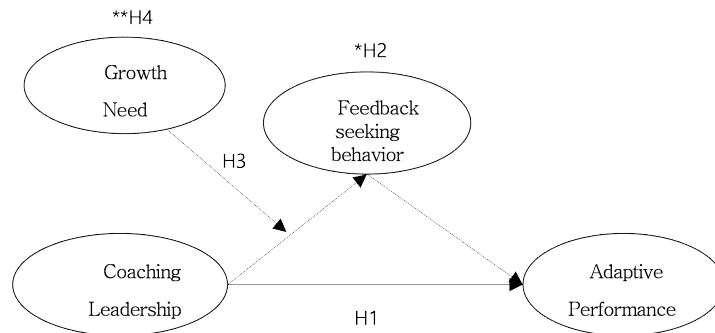 **H4
Growth
Need
*H2
Feedback
seeking
behavior
H3
Coaching
Leadership
Adaptive
Performance
H1